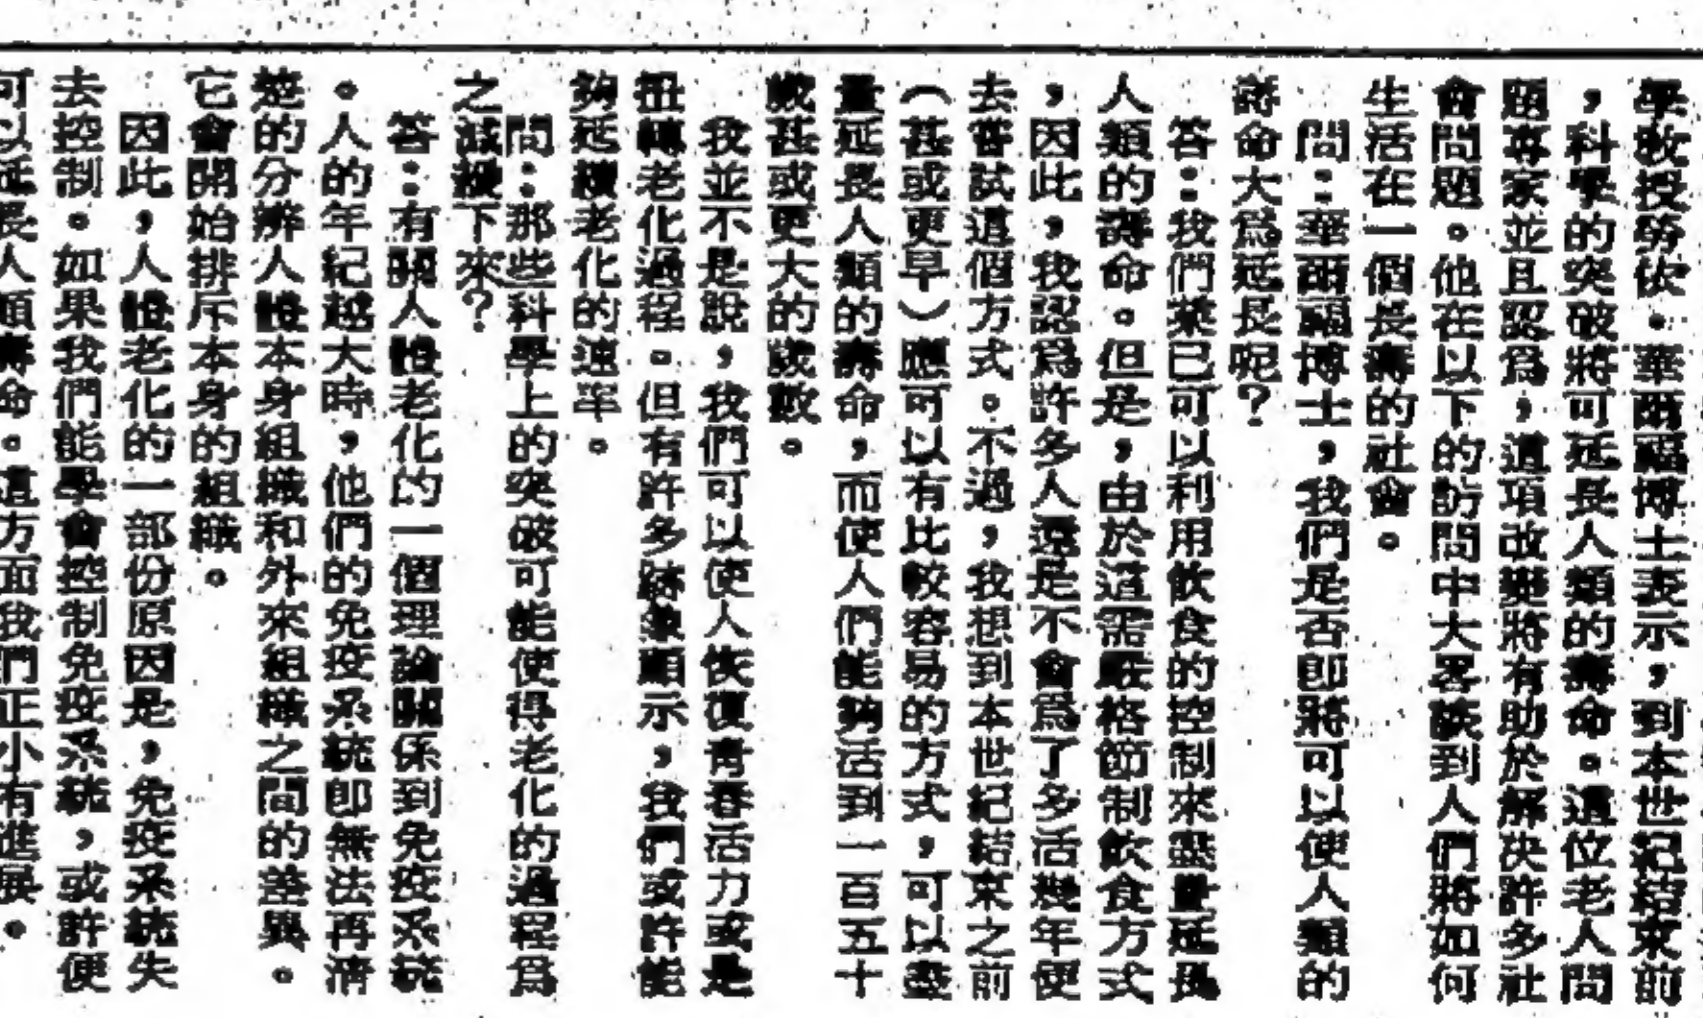 學教授勞依·華爾福博士表示，到本世紀結束前
，科學的突破將可延長人類的壽命。這位老人問
題專家並且認爲，這項改變將有助於解決許多社
會問題。他在以下的訪問中大畧談到人們將如何
生活在一個長壽的社會。
問：華爾福博士，我們是否即將可以使人類的
壽命大爲延長呢？
答：我們業已可以利用飲食的控制來盡量延長
人類的壽命。但是，由於這需嚴格節制飲食方式
，因此，我認爲許多人還是不會爲了多活幾年便
去嘗試這個方式。不過，我想到本世紀結束之前
（甚或更早）應可以有比較容易的方式，可以盡
量延長人類的壽命，而使人們能夠活到一百五十
歲甚或更大的歲數。
我並不是說，我們可以使人恢復青春活力或是
扭轉老化過程。但有許多跡象顯示，我們或許能
夠延緩老化的速率。
問：那些科學上的突破可能使得老化的過程爲
之減緩下來？
答：有關人體老化的一個理論關係到免疫系統
。人的年紀越大時，他們的免疫系統即無法再清
楚的分辨人體本身組織和外來組織之間的差異。
它會開始排斥本身的組織。
因此，人體老化的一部份原因是，免疫系統失
去控制。如果我們能學會控制免疫系統，或許便
可以延長人類壽命。這方面我們正小有進展。